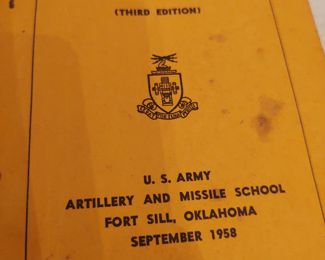 (THIRD EDITION)
U. S. ARMY
ARTILLERY AND MISSILE SCHOOL
FORT SILL, OKLAHOMA
SEPTEMBER 1958